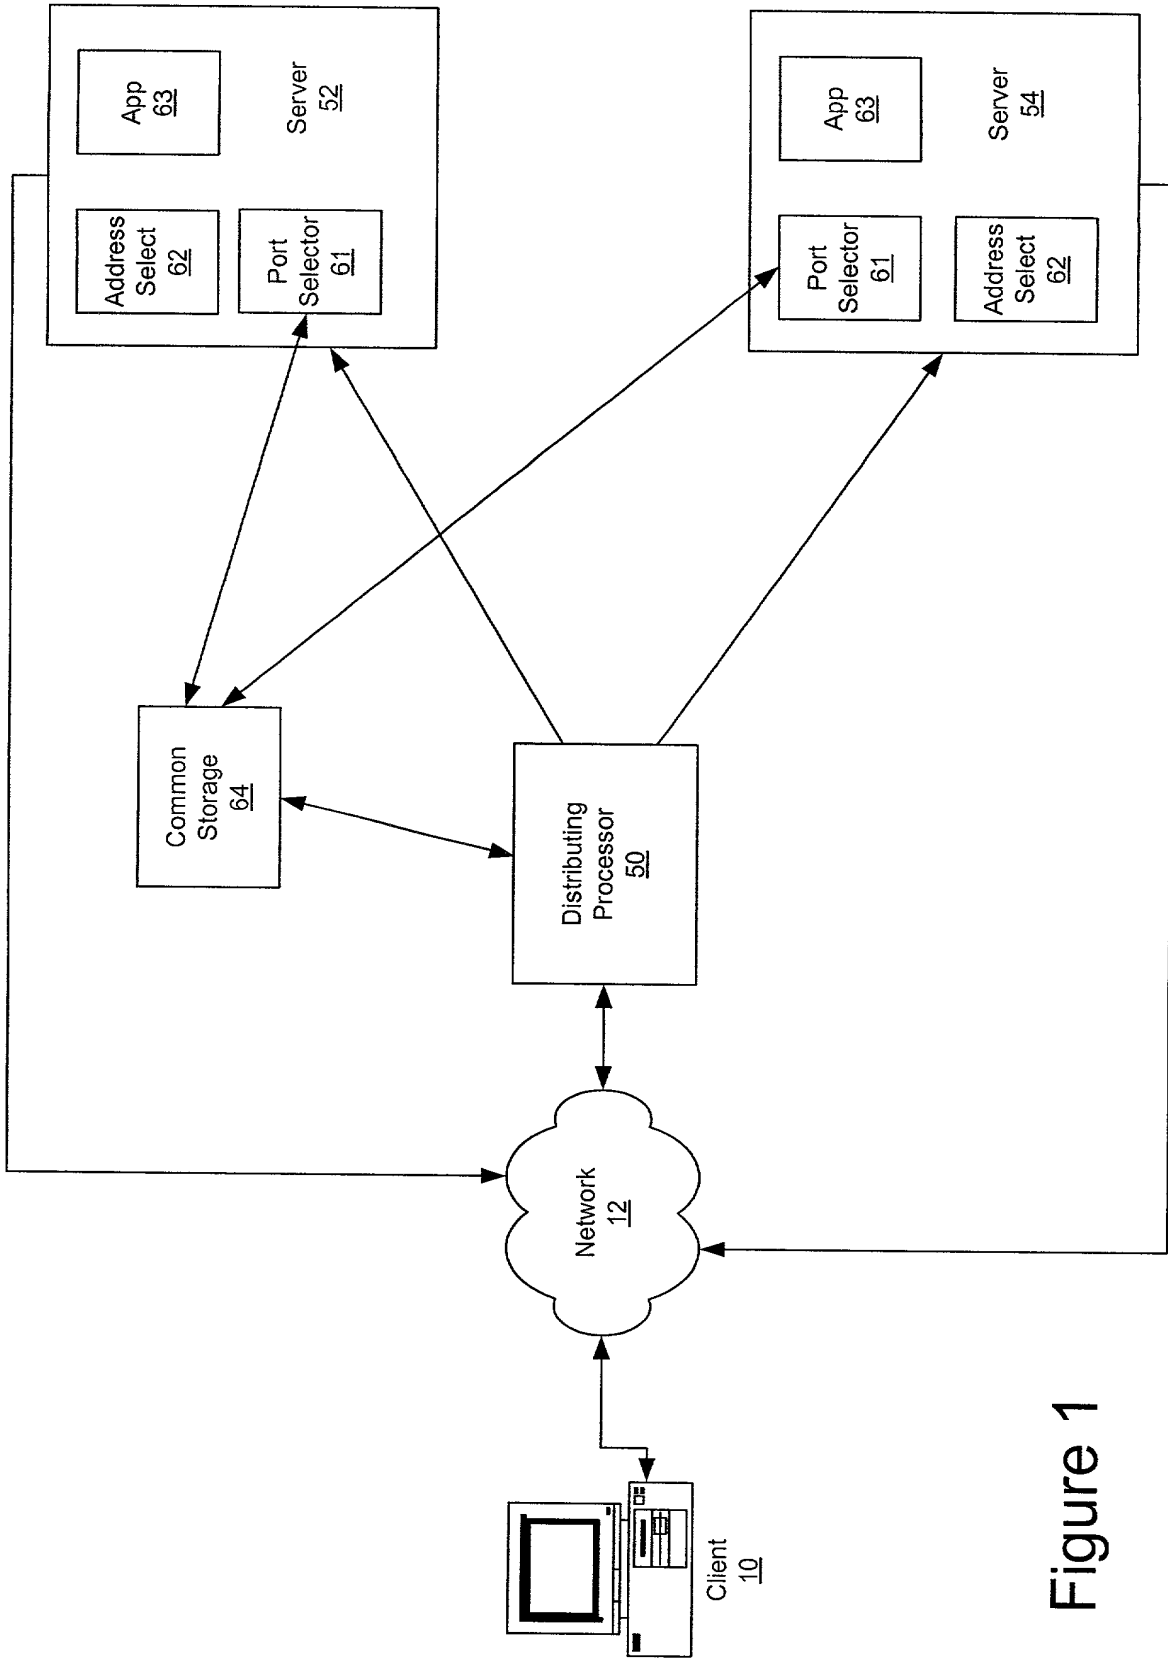 App
63
Server
52
Address
Select
62
Port
Selector
61
Common
Storage
64
Distributing
Processor
50
Network
12
Client
10
App
63
Server
54
Port
Selector
61
Address
Select
62
Figure 1